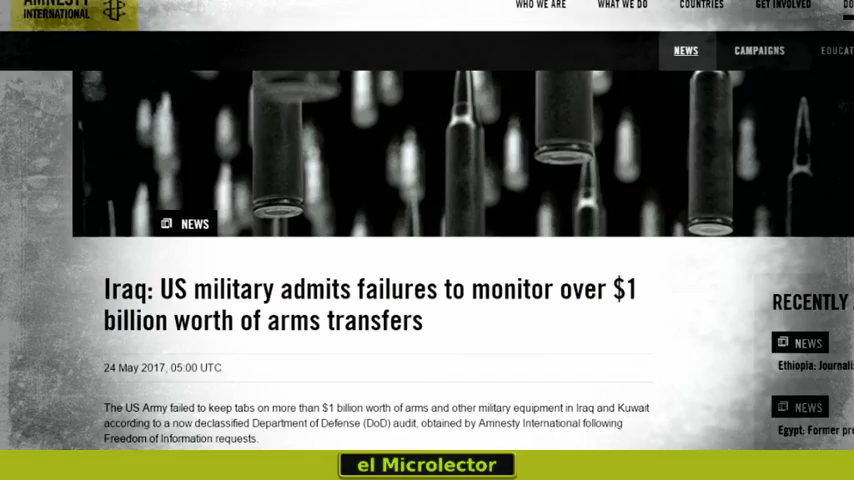 AMNESTY
INTERNATIONAL
WHO WE ARE WHAT WE DO COUNTRIES GET INVOLVED DO
NEWS CAMPAIGNS EDUCAT
NEWS
Iraq: US military admits failures to monitor over $1
billion worth of arms transfers
24 May 2017, 05:00 UTC
The US Army failed to keep tabs on more than $1 billion worth of arms and other military equipment in Iraq and Kuwait
according to a now declassified Department of Defense (DoD) audit, obtained by Amnesty International following
Freedom of Information requests.
RECENTLY
NEWS
Ethiopia: Journali
NEWS
Egypt: Former pre
el Microlector